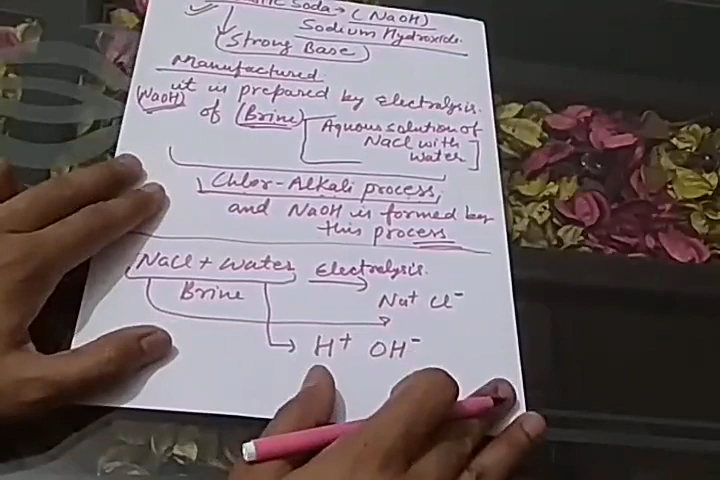 Soda → (NaOH)
Sodium Hydroxide.
Strong Base
Manufactured
it is prepared by Electrolysis.
(NaOH) of (Brine)
Aqueous solution of
NaCl with
water
Chlor-Alkali process,
and NaOH is formed by
this process
NaCl + Water Electrolysis.
Brine
Na+ Cl-
H+ OH-